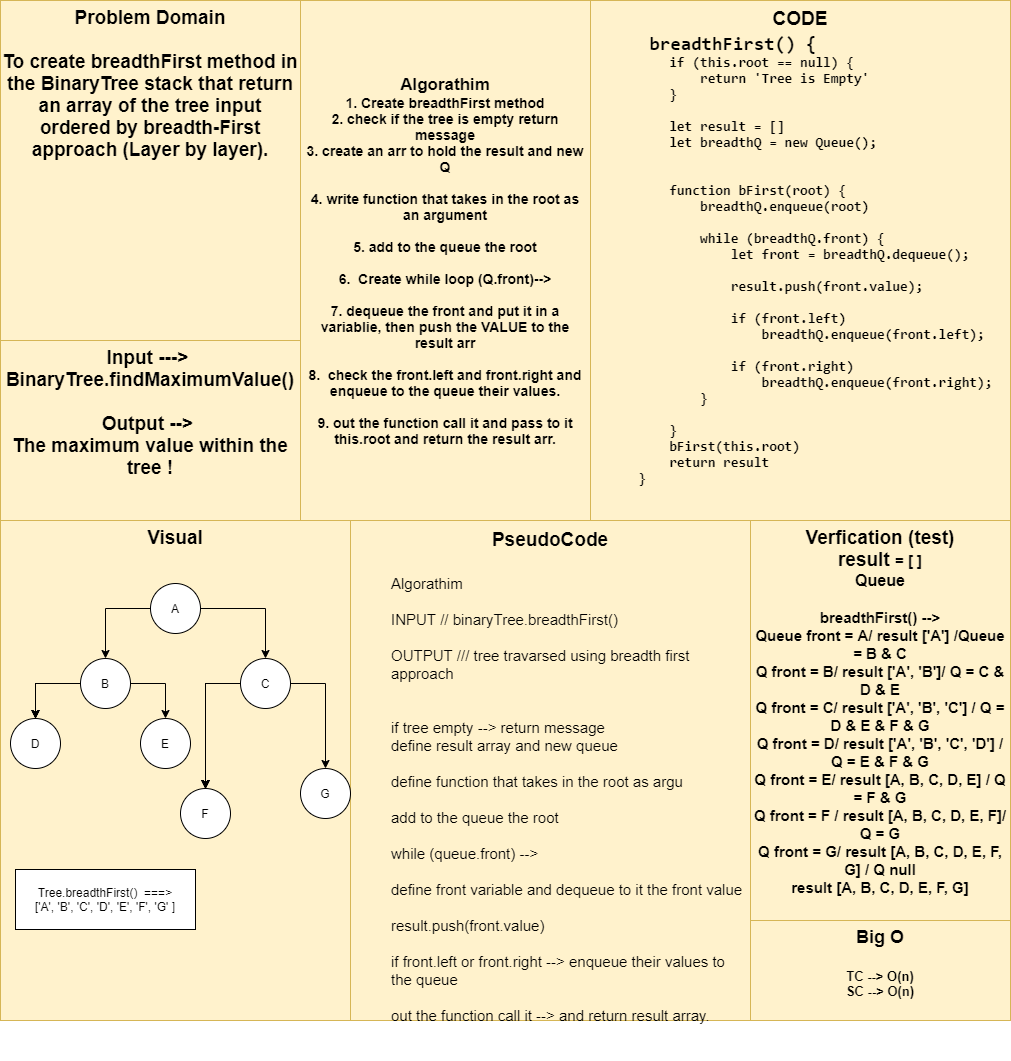 Problem Domain
To create breadthFirst method in
the BinaryTree stack that return
an array of the tree input
ordered by breadth-First
approach (Layer by layer).
Input --->
BinaryTree.findMaximumValue()
Output -->
The maximum value within the
tree !
Algorathim
1. Create breadthFirst method
2. check if the tree is empty return
message
3. create an arr to hold the result and new
Q
4. write function that takes in the root as
an argument
5. add to the queue the root
6.  Create while loop (Q.front)-->
7. dequeue the front and put it in a
variablie, then push the VALUE to the
result arr
8.  check the front.left and front.right and
enqueue to the queue their values.
9. out the function call it and pass to it
this.root and return the result arr.
CODE
breadthFirst() {
if (this.root == null) {
return 'Tree is Empty'
}
let result = []
let breadthQ = new Queue();
function bFirst(root) {
breadthQ.enqueue(root)
while (breadthQ.front) {
let front = breadthQ.dequeue();
result.push(front.value);
if (front.left)
breadthQ.enqueue(front.left);
if (front.right)
breadthQ.enqueue(front.right);
}
}
bFirst(this.root)
return result
}
Visual
A
B
C
D
E
F
G
Tree.breadthFirst()  ===>
['A', 'B', 'C', 'D', 'E', 'F', 'G' ]
PseudoCode
Algorathim
INPUT // binaryTree.breadthFirst()
OUTPUT /// tree travarsed using breadth first
approach
if tree empty --> return message
define result array and new queue
define function that takes in the root as argu
add to the queue the root
while (queue.front) -->
define front variable and dequeue to it the front value
result.push(front.value)
if front.left or front.right --> enqueue their values to
the queue
out the function call it --> and return result array.
Verfication (test)
result = [ ]
Queue
breadthFirst() -->
Queue front = A/ result ['A'] /Queue
= B & C
Q front = B/ result ['A', 'B']/ Q = C &
D & E
Q front = C/ result ['A', 'B', 'C'] / Q =
D & E & F & G
Q front = D/ result ['A', 'B', 'C', 'D'] /
Q = E & F & G
Q front = E/ result [A, B, C, D, E] / Q
= F & G
Q front = F / result [A, B, C, D, E, F]/
Q = G
Q front = G/ result [A, B, C, D, E, F,
G] / Q null
result [A, B, C, D, E, F, G]
Big O
TC --> O(n)
SC --> O(n)